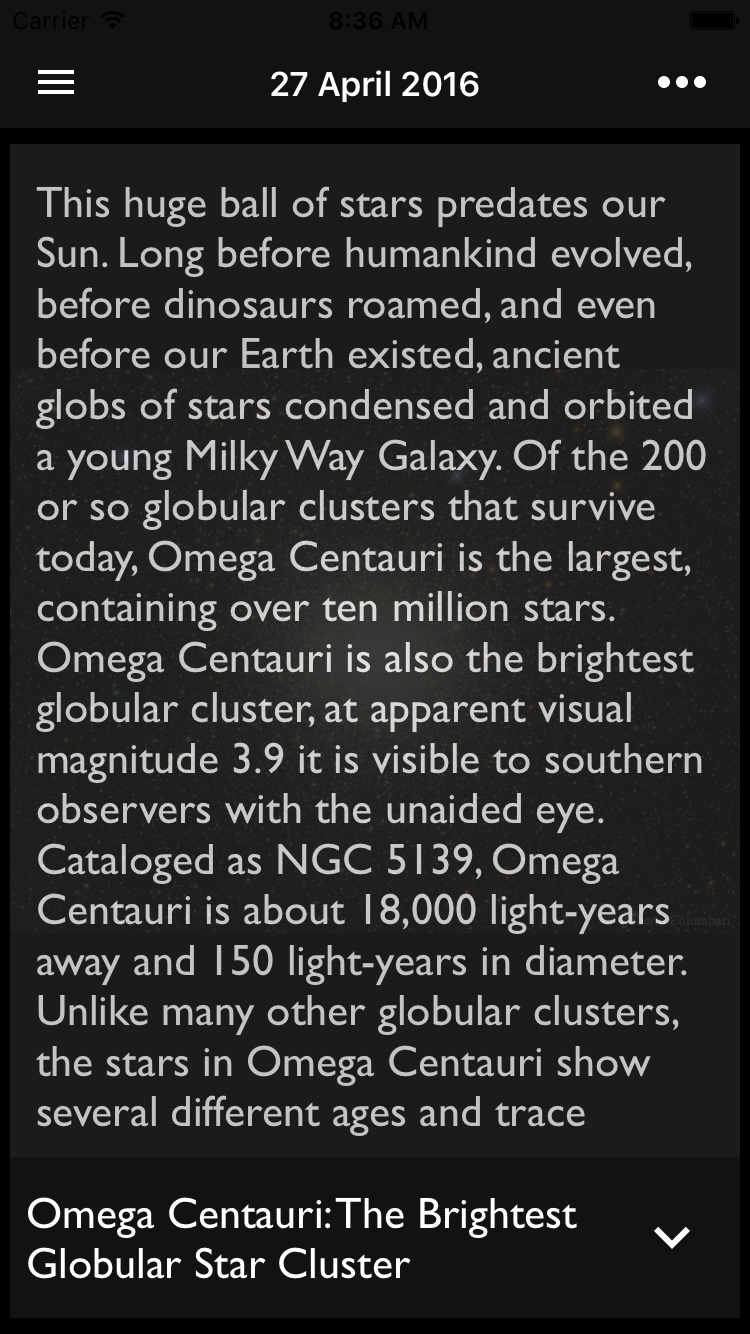 Carrier
8:36 AM
27 April 2016
This huge ball of stars predates our
Sun. Long before humankind evolved,
before dinosaurs roamed, and even
before our Earth existed, ancient
globs of stars condensed and orbited
a young Milky Way Galaxy. Of the 200
or so globular clusters that survive
today, Omega Centauri is the largest,
containing over ten million stars.
Omega Centauri is also the brightest
globular cluster, at apparent visual
magnitude 3.9 it is visible to southern
observers with the unaided eye.
Cataloged as NGC 5139, Omega
Centauri is about 18,000 light-years
away and 150 light-years in diameter.
Unlike many other globular clusters,
the stars in Omega Centauri show
several different ages and trace
Omega Centauri: The Brightest
Globular Star Cluster